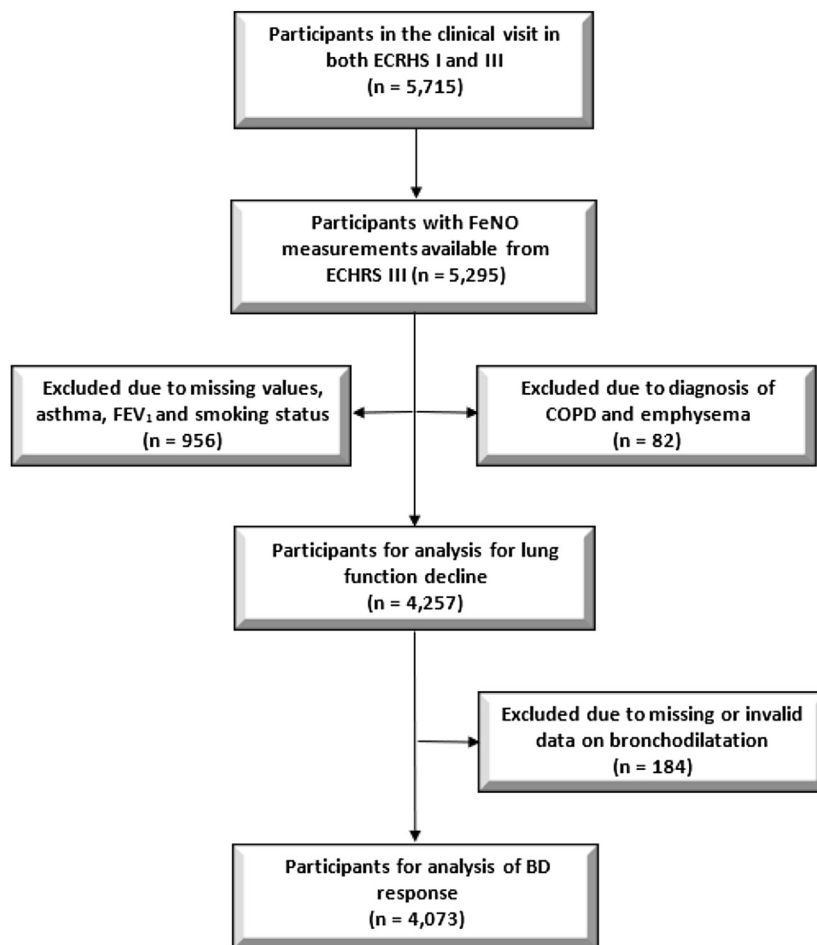 Participants in the clinical visit in
both ECRHS I and III
(n = 5,715)
Participants with FeNO
measurements available from
ECHRS III (n = 5,295)
Excluded due to missing values,
asthma, FEV₁ and smoking status
(n = 956)
Excluded due to diagnosis of
COPD and emphysema
(n = 82)
Participants for analysis for lung
function decline
(n = 4,257)
Excluded due to missing or invalid
data on bronchodilatation
(n = 184)
Participants for analysis of BD
response
(n = 4,073)